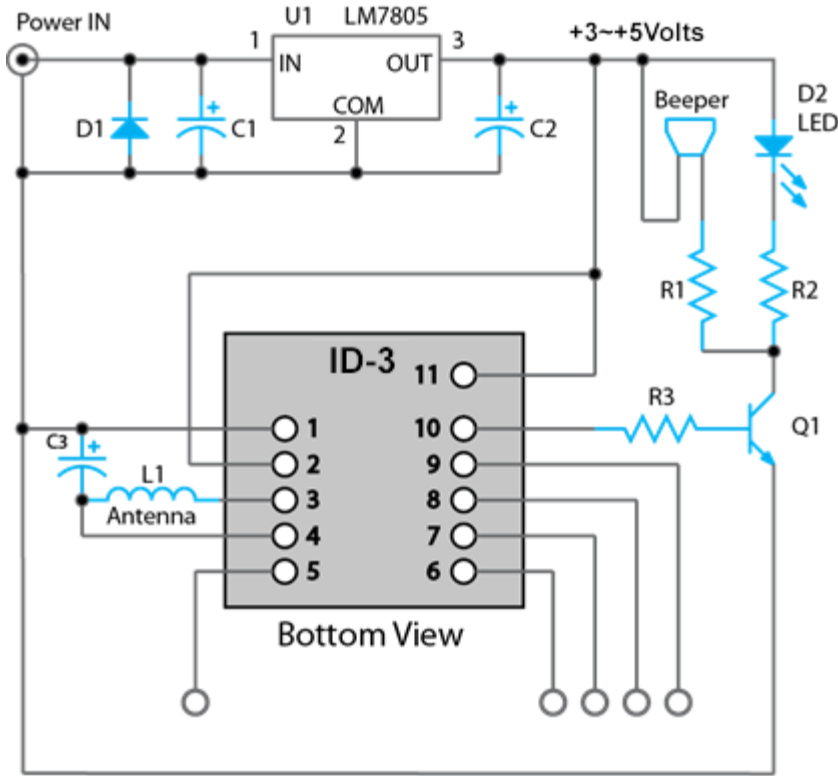 Power IN
U1 LM7805
1
3
+3~+5Volts
IN
OUT
COM
2
D1
+
C1
+
C2
Beeper
D2
LED
R1
R2
ID-3
11
R3
Q1
1
10
C3
+
2
9
L1
3
8
Antenna
4
7
5
6
Bottom View